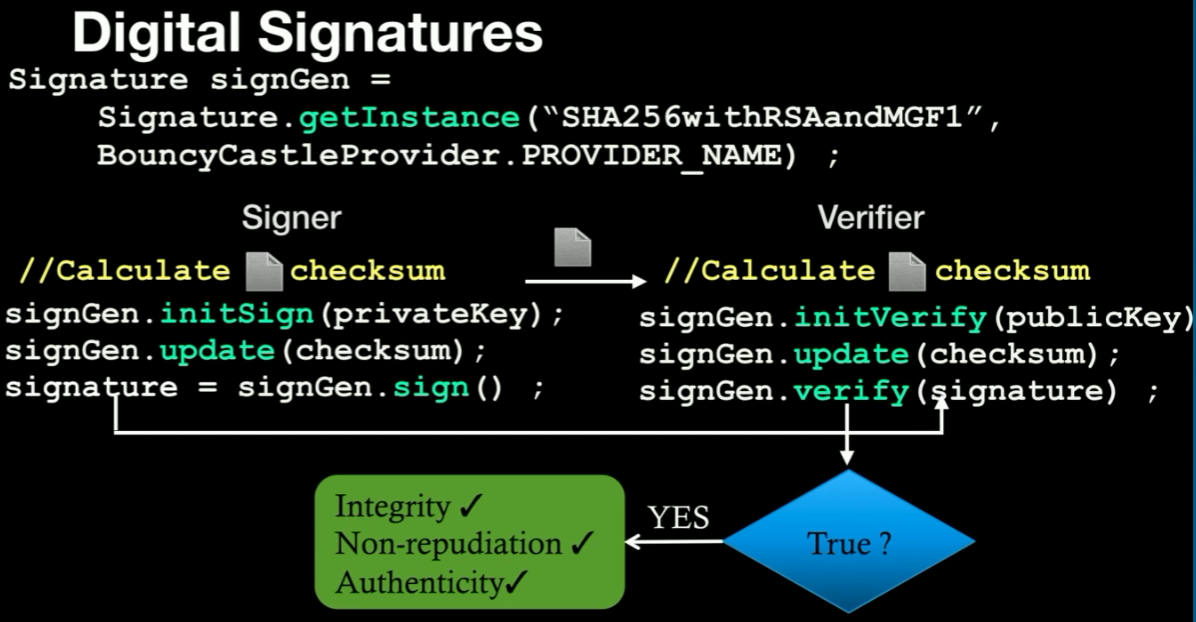 Digital Signatures
Signature signGen =
Signature.getInstance(“SHA256withRSAandMGF1”,
BouncyCastleProvider.PROVIDER_NAME) ;
Signer
//Calculate checksum
signGen.initSign(privateKey);
signGen.update(checksum);
signature = signGen.sign() ;
Verifier
//Calculate checksum
signGen.initVerify(publicKey)
signGen.update(checksum);
signGen.verify(signature) ;
True ?
YES
Integrity ✓
Non-repudiation ✓
Authenticity✓